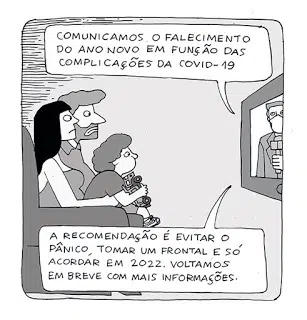 COMUNICAMOS O FALECIMENTO
DO ANO NOVO EM FUNÇÃO DAS
COMPLICAÇÕES DA COVID-19
A RECOMENDAÇÃO É EVITAR O
PÂNICO, TOMAR UM FRONTAL E SÓ
ACORDAR EM 2022. VOLTAMOS
EM BREVE COM MAIS INFORMAÇÕES.